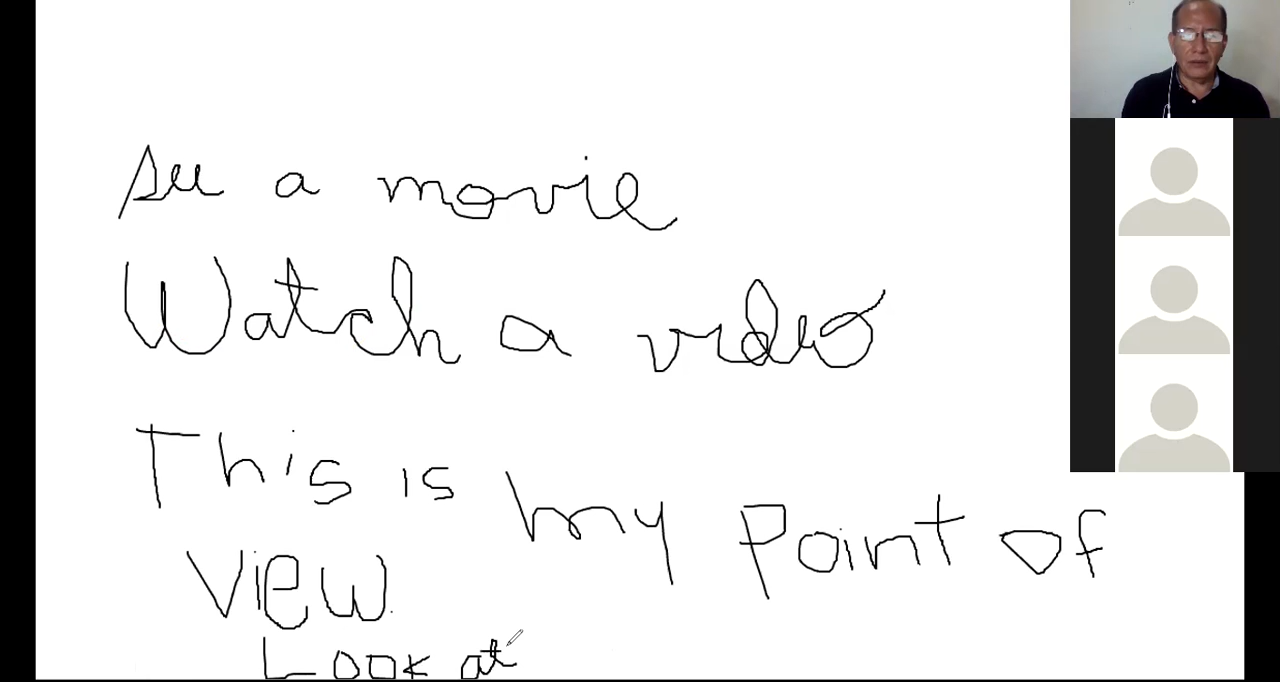 see a movie
Watch a video
This is my Point of
View.
Look at